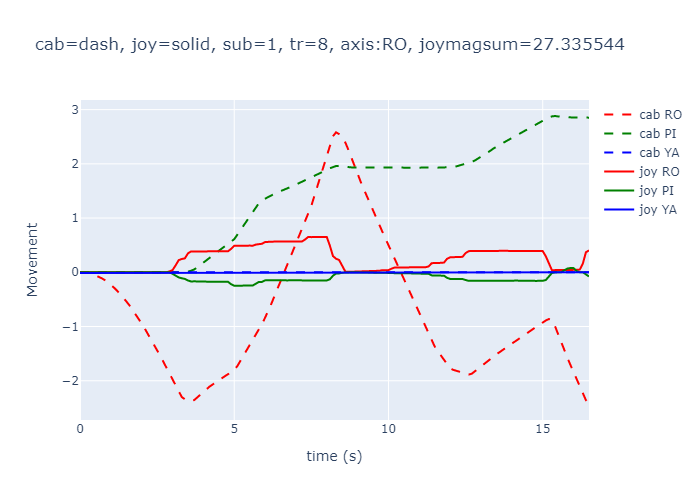 cab=dash, joy=solid, sub=1, tr=8, axis:RO, joymagsum=27.335544
cab RO
cab PI
cab YA
joy RO
joy PI
joy YA
Movement
3
2
1
0
−1
−2
0
5
10
15
time (s)